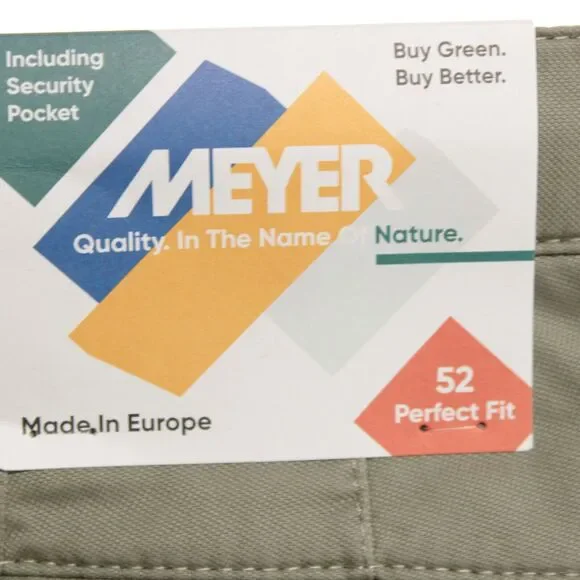 Including
Security
Pocket
Buy Green.
Buy Better.
MEYER
Quality. In The Name Of Nature.
52
Perfect Fit
Made In Europe